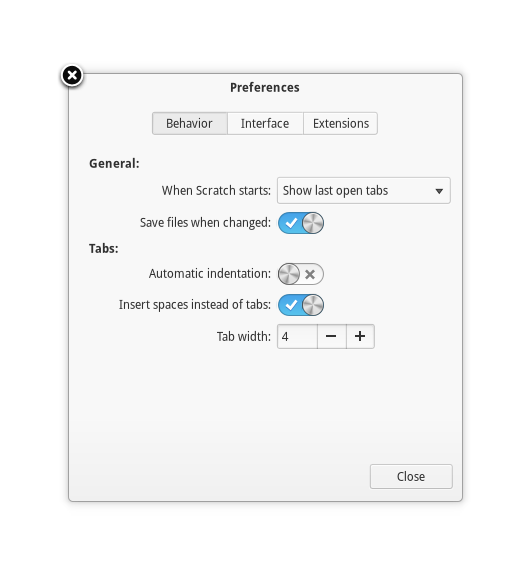 Preferences
Behavior Interface Extensions
General:
When Scratch starts: Show last open tabs
Save files when changed:
Tabs:
Automatic indentation:
Insert spaces instead of tabs:
Tab width: 4
Close